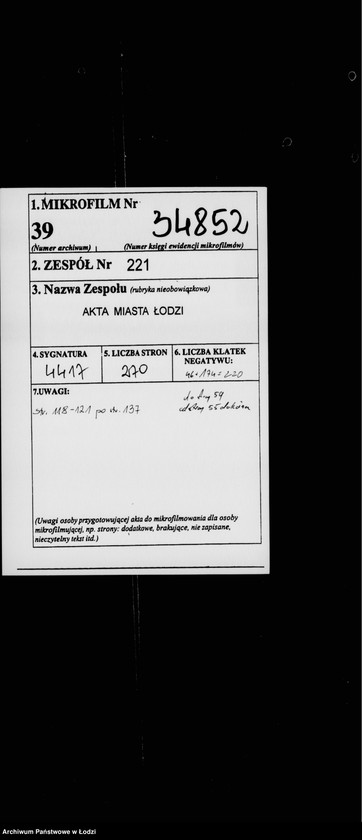 1. MIKROFILM Nr
39 34852
(Numer archiwum) (Numer księgi ewidencji mikrofilmów)
2. ZESPÓŁ Nr 221
3. Nazwa Zespołu (rubryka nieobowiązkowa)
AKTA MIASTA ŁODZI
4. SYGNATURA 5. LICZBA STRON 6. LICZBA KLATEK
NEGATYWU:
4417 270 46+174=220
7. UWAGI:
str. 118-121 po str. 137
do 59
55
(Uwagi osoby przygotowującej akta do mikrofilmowania dla osoby
mikrofilmującej, np. strony: dodatkowe, brakujące, nie zapisane,
nieczytelny tekst itd.)
Archiwum Państwowe w Łodzi